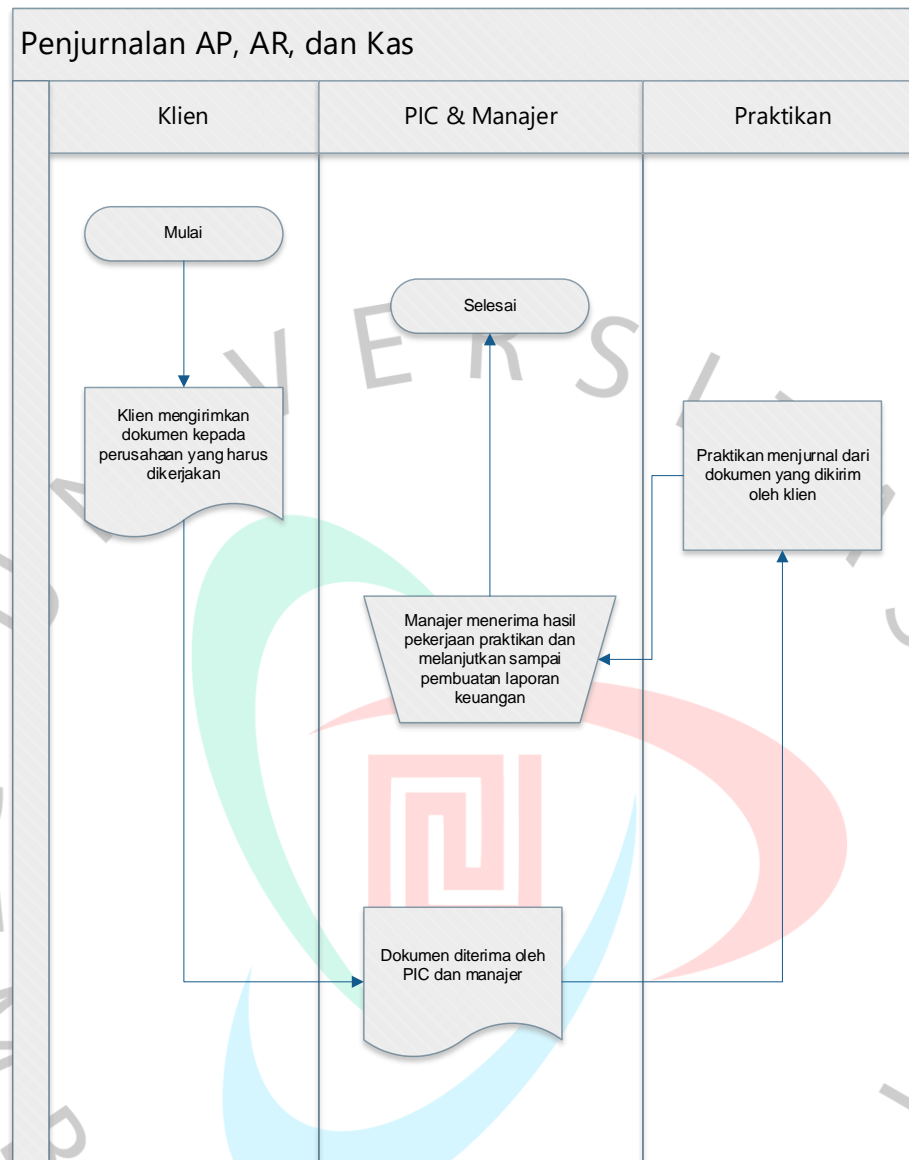 Penjurnalan AP, AR, dan Kas
Klien
PIC & Manajer
Praktikan
Mulai
Selesai
Klien mengirimkan
dokumen kepada
perusahaan yang harus
dikerjakan
Praktikan menjurnal dari
dokumen yang dikirim
oleh klien
Manajer menerima hasil
pekerjaan praktikan dan
melanjutkan sampai
pembuatan laporan
keuangan
Dokumen diterima oleh
PIC dan manajer